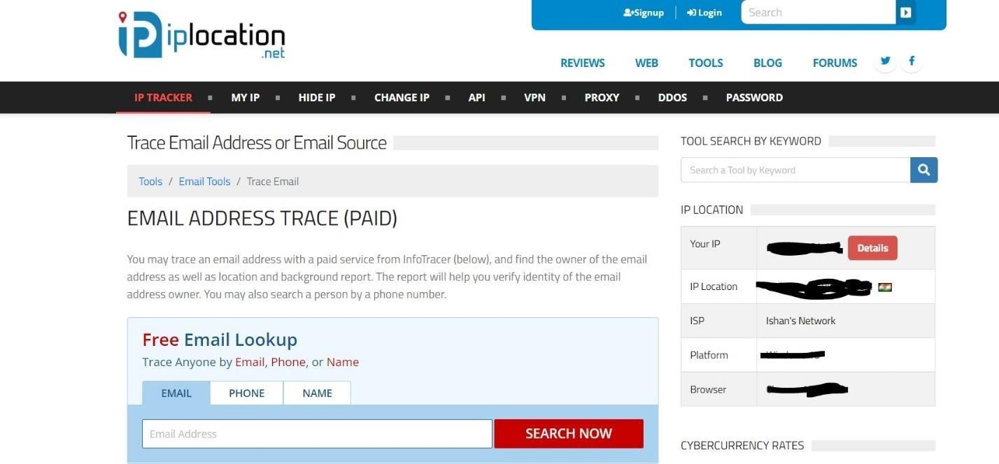 Signup
Login
Search
iplocation
.net
REVIEWS WEB TOOLS BLOG FORUMS
IP TRACKER MY IP HIDE IP CHANGE IP API VPN PROXY DDOS PASSWORD
Trace Email Address or Email Source
Tools / Email Tools / Trace Email
EMAIL ADDRESS TRACE (PAID)
You may trace an email address with a paid service from InfoTracer (below), and find the owner of the email
address as well as location and background report. The report will help you verify identity of the email
address owner. You may also search a person by a phone number.
Free Email Lookup
Trace Anyone by Email, Phone, or Name
EMAIL PHONE NAME
Email Address
SEARCH NOW
TOOL SEARCH BY KEYWORD
Search a Tool by Keyword
IP LOCATION
Your IP Details
IP Location
ISP Ishan's Network
Platform
Browser
CYBERCURRENCY RATES